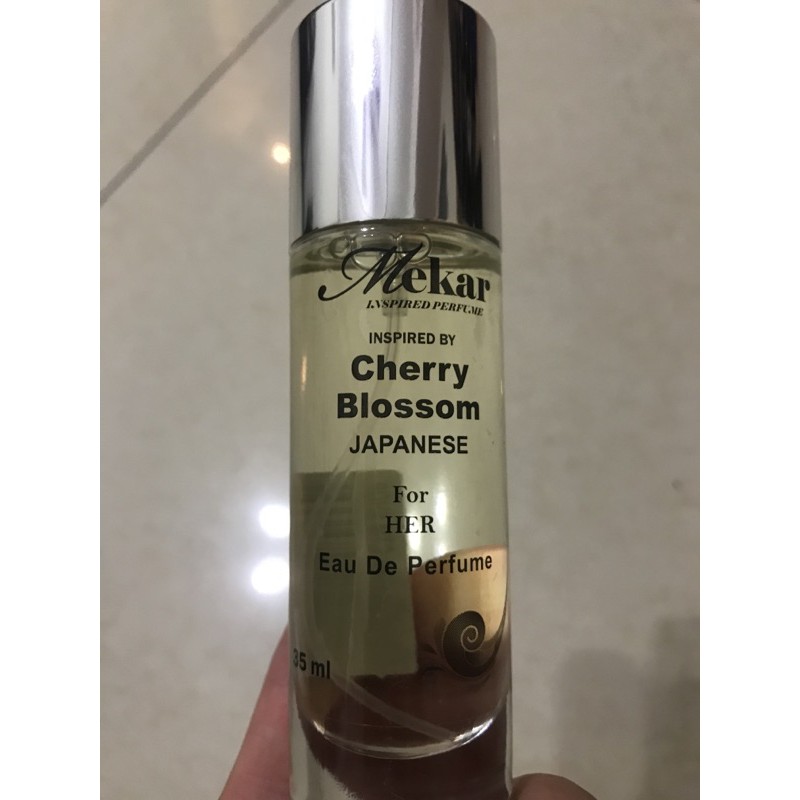 Mekar
INSPIRED PERFUME
INSPIRED BY
Cherry
Blossom
JAPANESE
For
HER
Eau De Perfume
35 ml